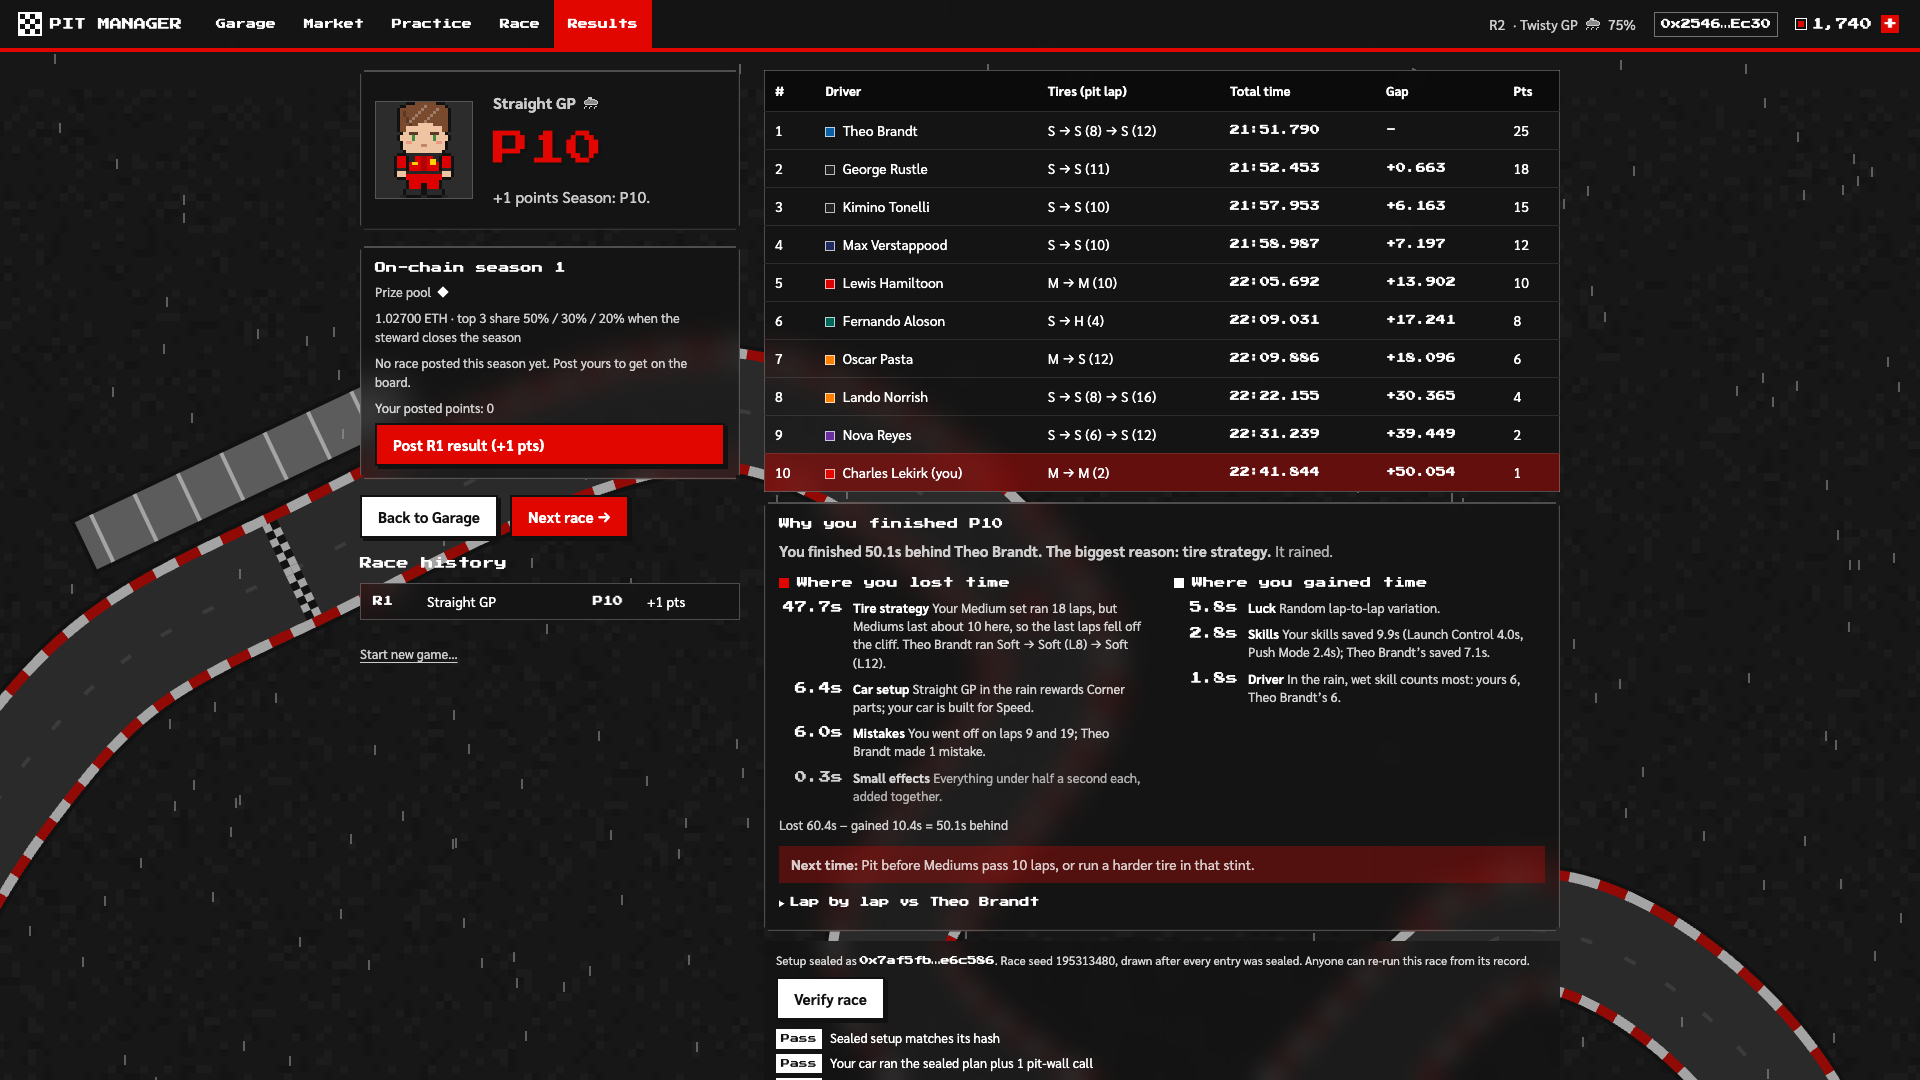 PIT MANAGER Garage Market Practice Race Results R2 · Twisty GP 75% 0x2546…Ec30 1,740 +
Straight GP
P10
+1 points Season: P10.
On-chain season 1
Prize pool
1.02700 ETH · top 3 share 50% / 30% / 20% when the
steward closes the season
No race posted this season yet. Post yours to get on the
board.
Your posted points: 0
Post R1 result (+1 pts)
Back to Garage Next race →
Race history
R1 Straight GP P10 +1 pts
Start new game…
# Driver Tires (pit lap) Total time Gap Pts
1 Theo Brandt S → S (8) → S (12) 21:51.790 – 25
2 George Rustle S → S (11) 21:52.453 +0.663 18
3 Kimino Tonelli S → S (10) 21:57.953 +6.163 15
4 Max Verstappood S → S (10) 21:58.987 +7.197 12
5 Lewis Hamiltoon M → M (10) 22:05.692 +13.902 10
6 Fernando Aloson S → H (4) 22:09.031 +17.241 8
7 Oscar Pasta M → S (12) 22:09.886 +18.096 6
8 Lando Norrish S → S (8) → S (16) 22:22.155 +30.365 4
9 Nova Reyes S → S (6) → S (12) 22:31.239 +39.449 2
10 Charles Lekirk (you) M → M (2) 22:41.844 +50.054 1
Why you finished P10
You finished 50.1s behind Theo Brandt. The biggest reason: tire strategy. It rained.
Where you lost time
47.7s Tire strategy Your Medium set ran 18 laps, but
Mediums last about 10 here, so the last laps fell off
the cliff. Theo Brandt ran Soft → Soft (L8) → Soft
(L12).
6.4s Car setup Straight GP in the rain rewards Corner
parts; your car is built for Speed.
6.0s Mistakes You went off on laps 9 and 19; Theo
Brandt made 1 mistake.
0.3s Small effects Everything under half a second each,
added together.
Where you gained time
5.8s Luck Random lap-to-lap variation.
2.8s Skills Your skills saved 9.9s (Launch Control 4.0s,
Push Mode 2.4s); Theo Brandt's saved 7.1s.
1.8s Driver In the rain, wet skill counts most: yours 6,
Theo Brandt's 6.
Lost 60.4s – gained 10.4s = 50.1s behind
Next time: Pit before Mediums pass 10 laps, or run a harder tire in that stint.
Lap by lap vs Theo Brandt
Setup sealed as 0x7af5fb…e6c586. Race seed 195313480, drawn after every entry was sealed. Anyone can re-run this race from its record.
Verify race
Pass Sealed setup matches its hash
Pass Your car ran the sealed plan plus 1 pit-wall call